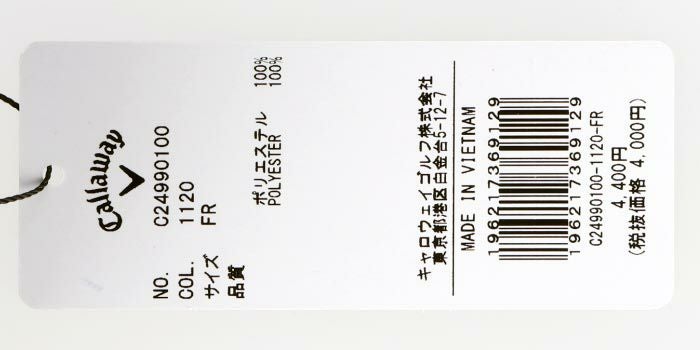 Callaway
NO. C24990100
COL. 1120
サイズ FR
品質 ポリエステル 100%
POLYESTER 100%
キャロウェイゴルフ株式会社
東京都港区白金台5-12-7
MADE IN VIETNAM
196217369129
196217369129
C24990100-1120-FR
4,400円
(税抜価格 4,000円)